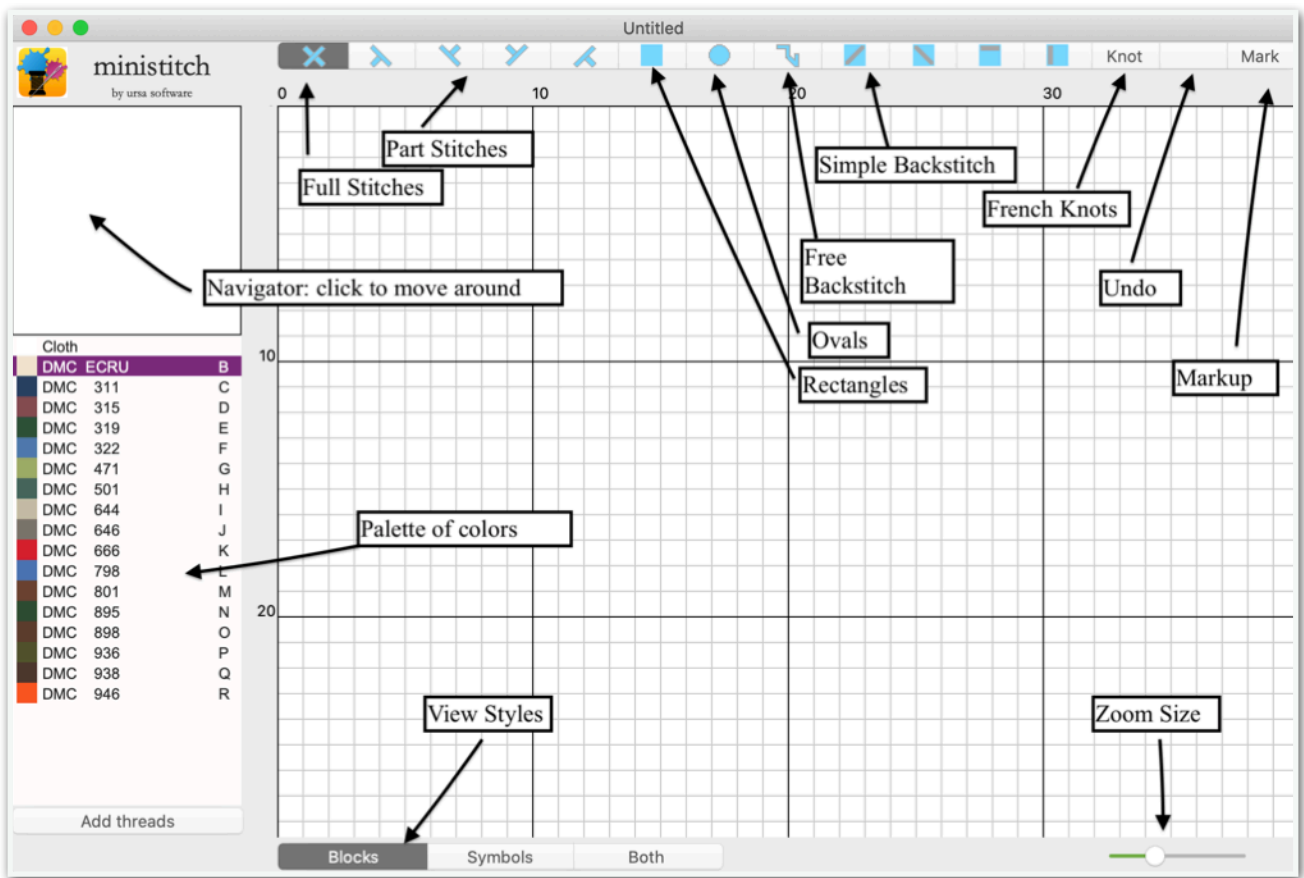 Untitled
ministitch
by ursa software
Knot
Mark
0 10 20 30
Part Stitches
Full Stitches
Simple Backstitch
French Knots
Free
Backstitch
Navigator: click to move around
Undo
Ovals
Rectangles
Markup
Cloth
10
DMC ECRU B
DMC 311 C
DMC 315 D
DMC 319 E
DMC 322 F
DMC 471 G
DMC 501 H
DMC 644 I
DMC 646 J
DMC 666 K
DMC 798 L
DMC 801 M
DMC 895 N
DMC 898 O
DMC 936 P
DMC 938 Q
DMC 946 R
Palette of colors
20
View Styles
Zoom Size
Add threads
Blocks Symbols Both